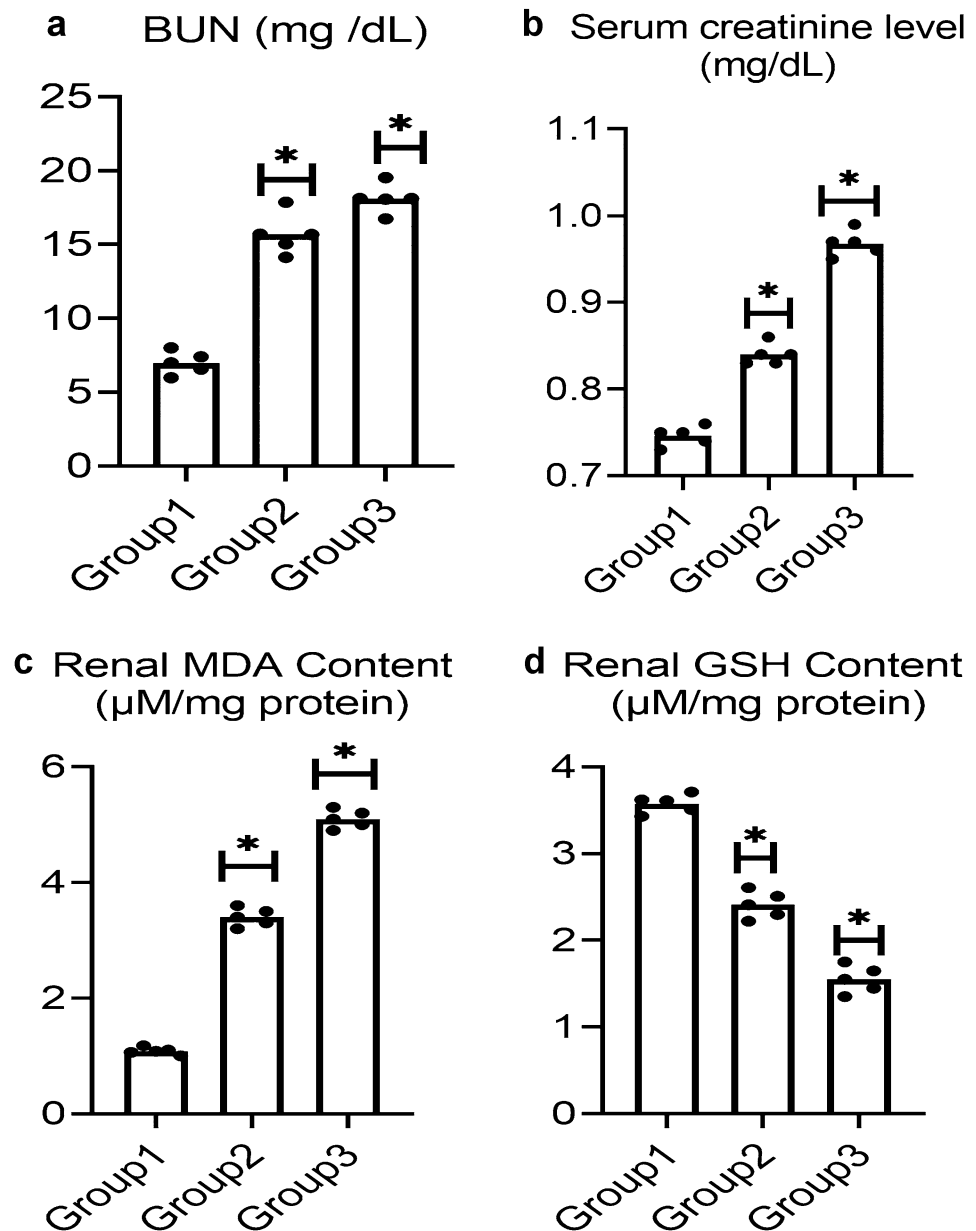 a BUN (mg /dL)
25
20
15
10
5
0
*
*
Group1
Group2
Group3
b Serum creatinine level
(mg/dL)
1.1
1.0
0.9
0.8
0.7
*
*
Group1
Group2
Group3
c Renal MDA Content
(µM/mg protein)
6
4
2
0
*
*
Group1
Group2
Group3
d Renal GSH Content
(µM/mg protein)
4
3
2
1
0
*
*
Group1
Group2
Group3